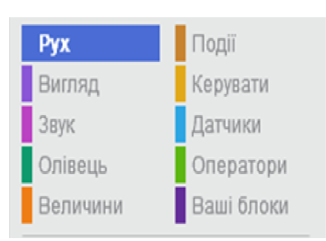 Рух
Події
Вигляд
Керувати
Звук
Датчики
Олівець
Оператори
Величини
Ваші блоки